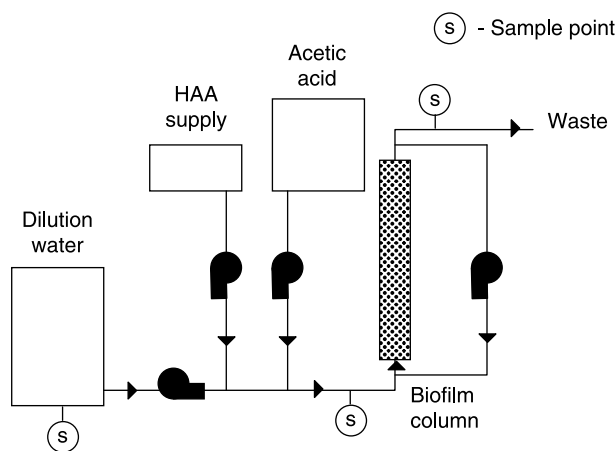 S - Sample point
Acetic
acid
HAA
supply
S
Waste
Dilution
water
Biofilm
column
S
S